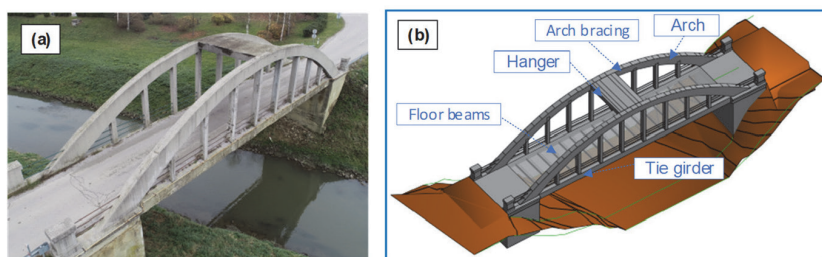 (a)
(b)
Arch bracing
Arch
Hanger
Floor beams
Tie girder